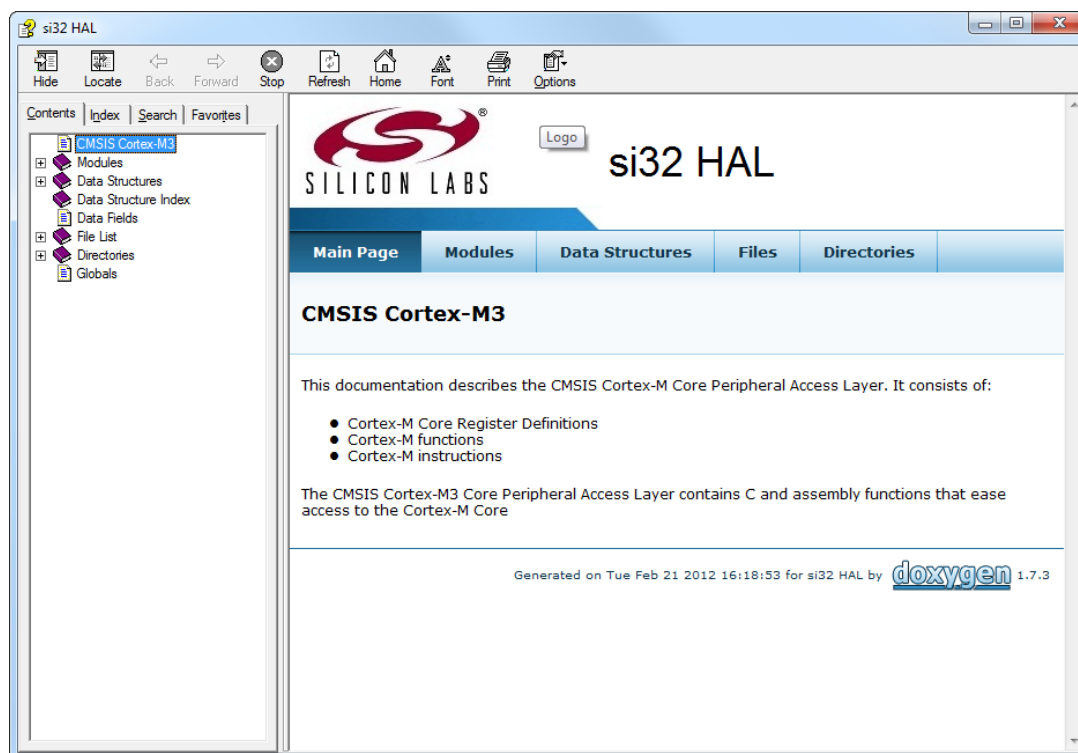 si32 HAL
Hide Locate Back Forward Stop Refresh Home Font Print Options
Contents Index Search Favorites
CMSIS Cortex-M3
Modules
Data Structures
Data Structure Index
Data Fields
File List
Directories
Globals
SILICON LABS
®
Logo
si32 HAL
Main Page Modules Data Structures Files Directories
CMSIS Cortex-M3
This documentation describes the CMSIS Cortex-M Core Peripheral Access Layer. It consists of:
● Cortex-M Core Register Definitions
● Cortex-M functions
● Cortex-M instructions
The CMSIS Cortex-M3 Core Peripheral Access Layer contains C and assembly functions that ease
access to the Cortex-M Core
Generated on Tue Feb 21 2012 16:18:53 for si32 HAL by doxygen 1.7.3